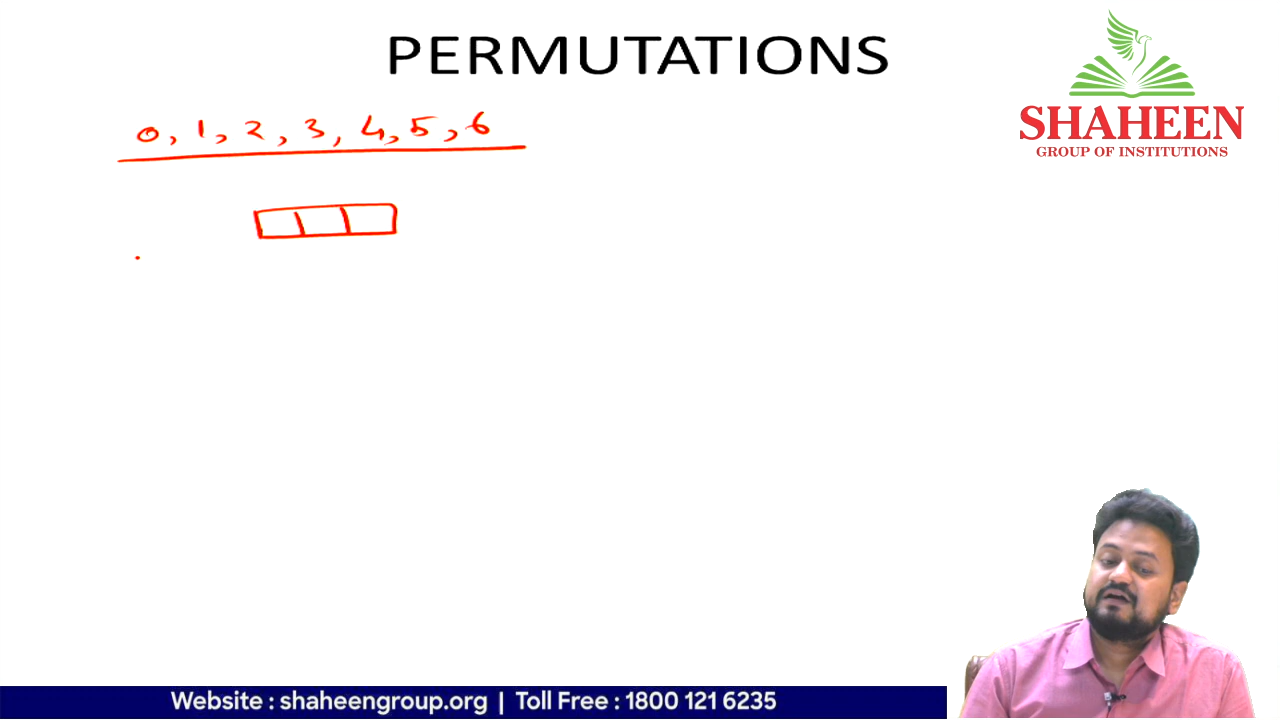 PERMUTATIONS
SHAHEEN
GROUP OF INSTITUTIONS
0, 1, 2, 3, 4, 5, 6
Website : shaheengroup.org | Toll Free : 1800 121 6235